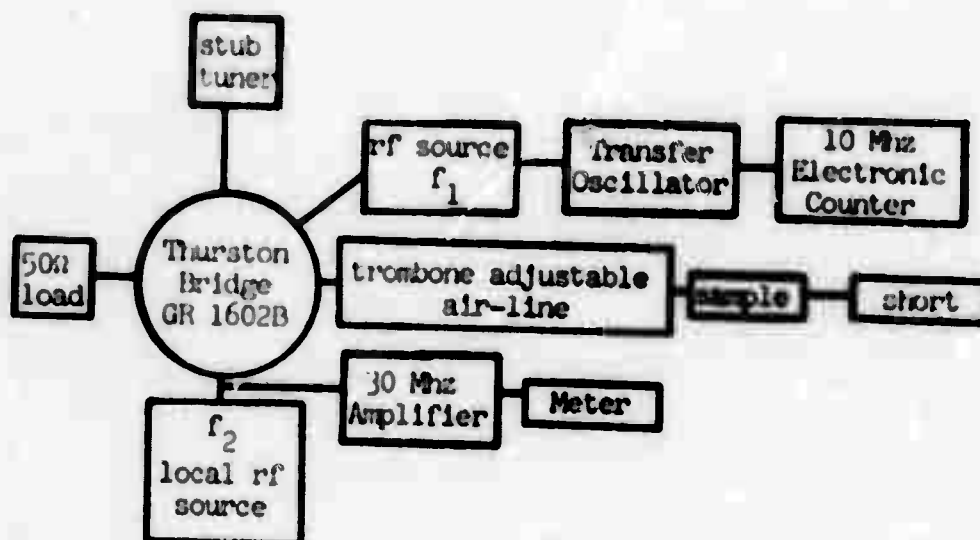 stub
tuner
rf source
f1
Transfer
Oscillator
10 Mhz
Electronic
Counter
50Ω
load
Thurston
Bridge
GR 1602B
trombone adjustable
air-line
sample
short
30 Mhz
Amplifier
Meter
f2
local rf
source